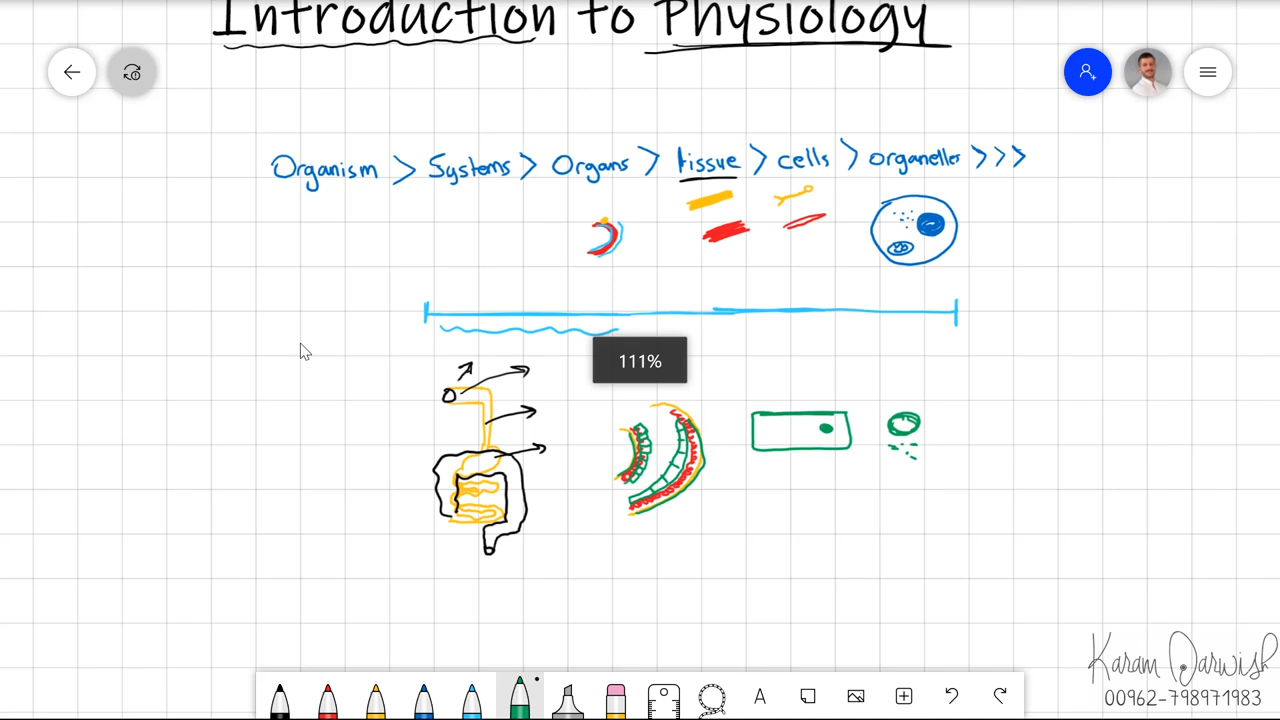 Introduction to Physiology
Organism > Systems > Organs > tissue > cells > organelles >>>
111%
Karam Darwish
00962-798971983
A